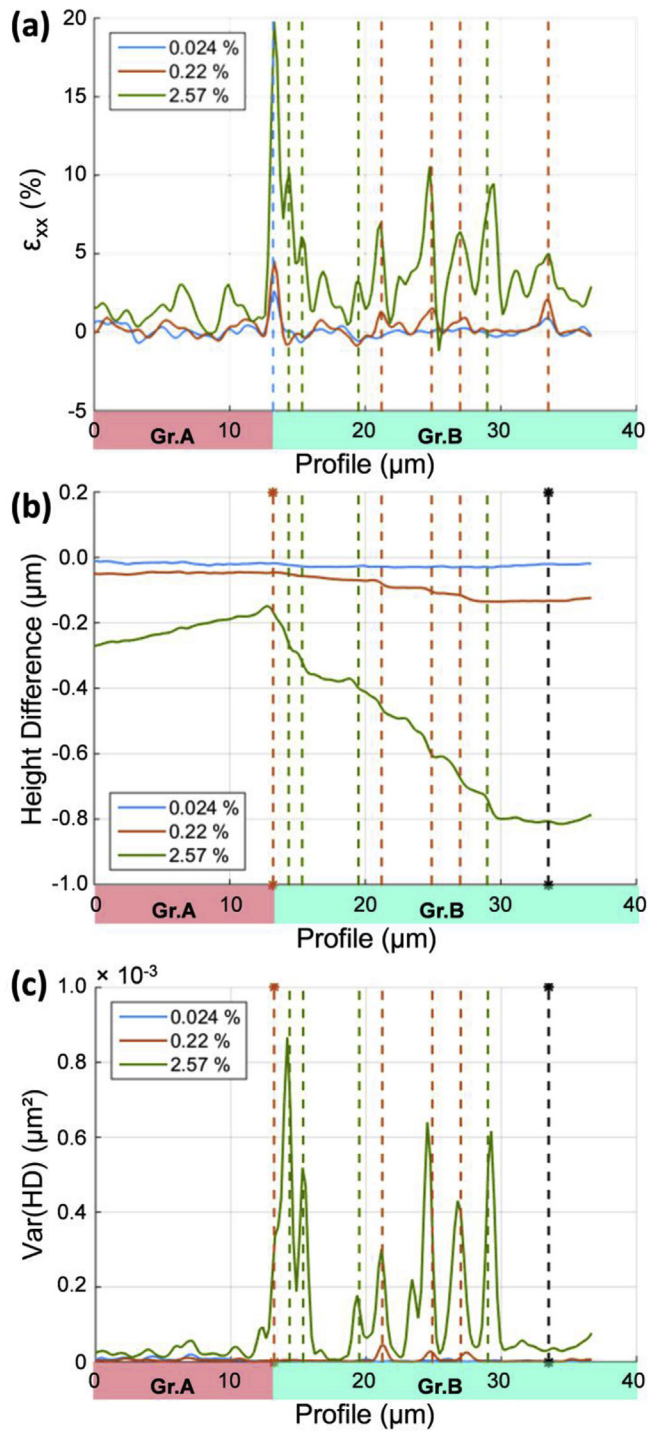 (a)
20
15
10
5
0
-5
εxx (%)
0.024 %
0.22 %
2.57 %
0 10 20 30 40
Gr.A Gr.B
Profile (µm)
(b)
0.2
0.0
-0.2
-0.4
-0.6
-0.8
-1.0
Height Difference (µm)
0.024 %
0.22 %
2.57 %
0 10 20 30 40
Gr.A Gr.B
Profile (µm)
(c)
× 10⁻³
1.0
0.8
0.6
0.4
0.2
0
Var(HD) (µm²)
0.024 %
0.22 %
2.57 %
0 10 20 30 40
Gr.A Gr.B
Profile (µm)